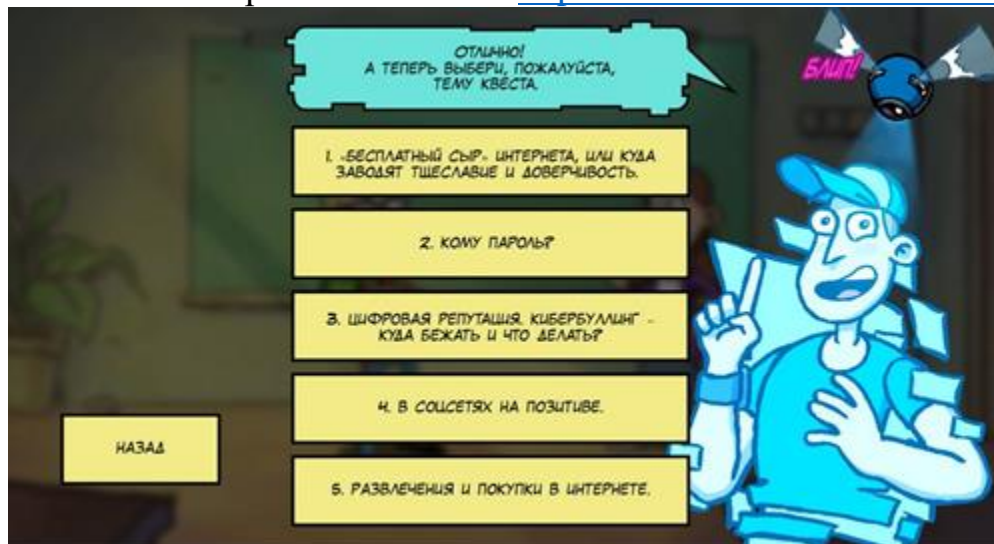 ОТЛИЧНО!
А ТЕПЕРЬ ВЫБЕРИ, ПОЖАЛУЙСТА,
ТЕМУ КВЕСТА.
БЛИП!
1. «БЕСПЛАТНЫЙ СЫР» ИНТЕРНЕТА, ИЛИ КУДА
ЗАВОДЯТ ТЩЕСЛАВИЕ И ДОВЕРЧИВОСТЬ.
2. КОМУ ПАРОЛЬ?
3. ЦИФРОВАЯ РЕПУТАЦИЯ. КИБЕРБУЛЛИНГ -
КУДА БЕЖАТЬ И ЧТО ДЕЛАТЬ?
4. В СОЦСЕТЯХ НА ПОЗИТИВЕ.
НАЗАД
5. РАЗВЛЕЧЕНИЯ И ПОКУПКИ В ИНТЕРНЕТЕ.